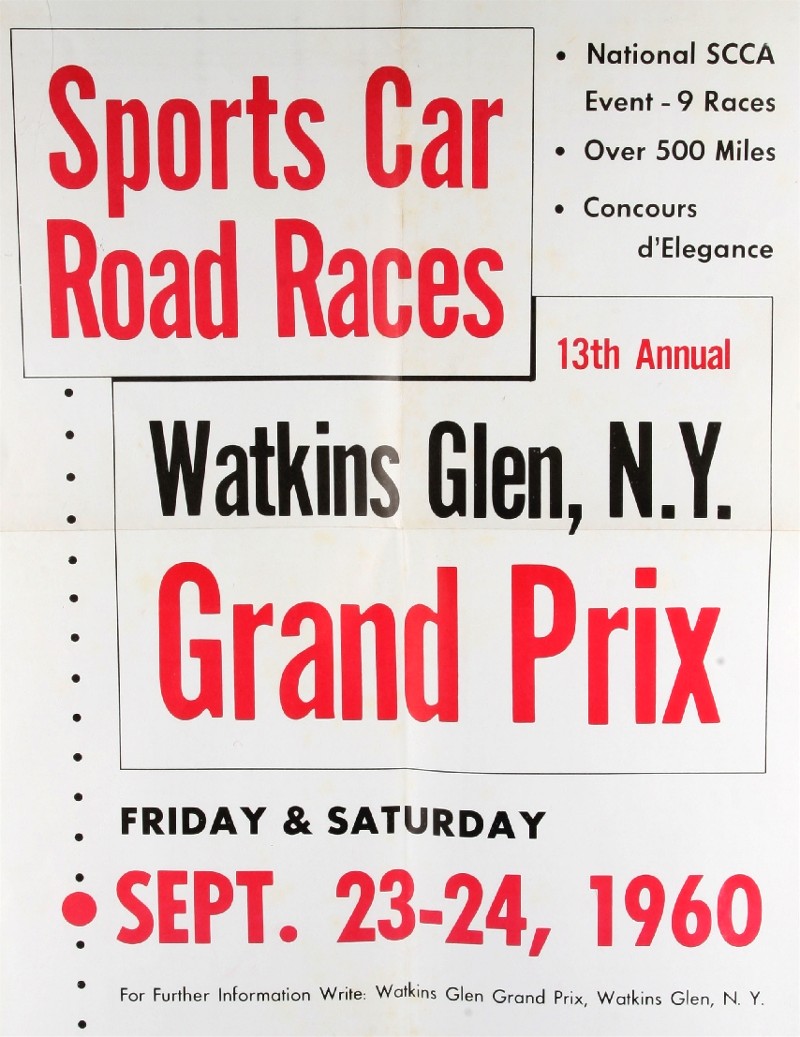 Sports Car
Road Races
• National SCCA
Event - 9 Races
• Over 500 Miles
• Concours
d'Elegance
13th Annual
Watkins Glen, N.Y.
Grand Prix
FRIDAY & SATURDAY
SEPT. 23-24, 1960
For Further Information Write: Watkins Glen Grand Prix, Watkins Glen, N. Y.